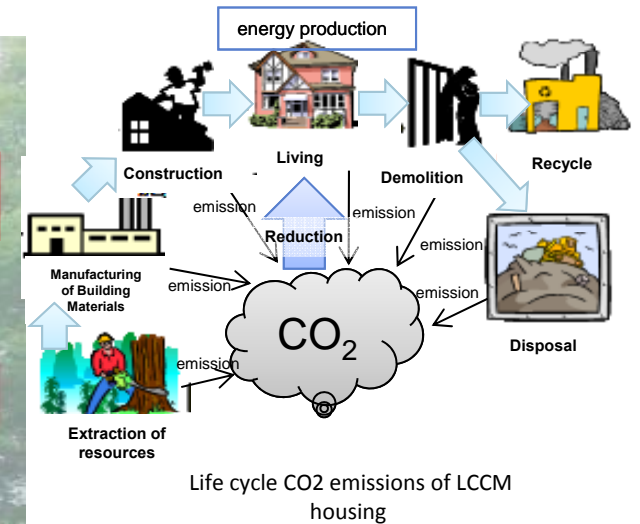 energy production
Construction
Living
Demolition
Recycle
emission
Reduction
emission
emission
Manufacturing
of Building
Materials
emission
emission
CO2
Disposal
emission
Extraction of
resources
Life cycle CO2 emissions of LCCM
housing